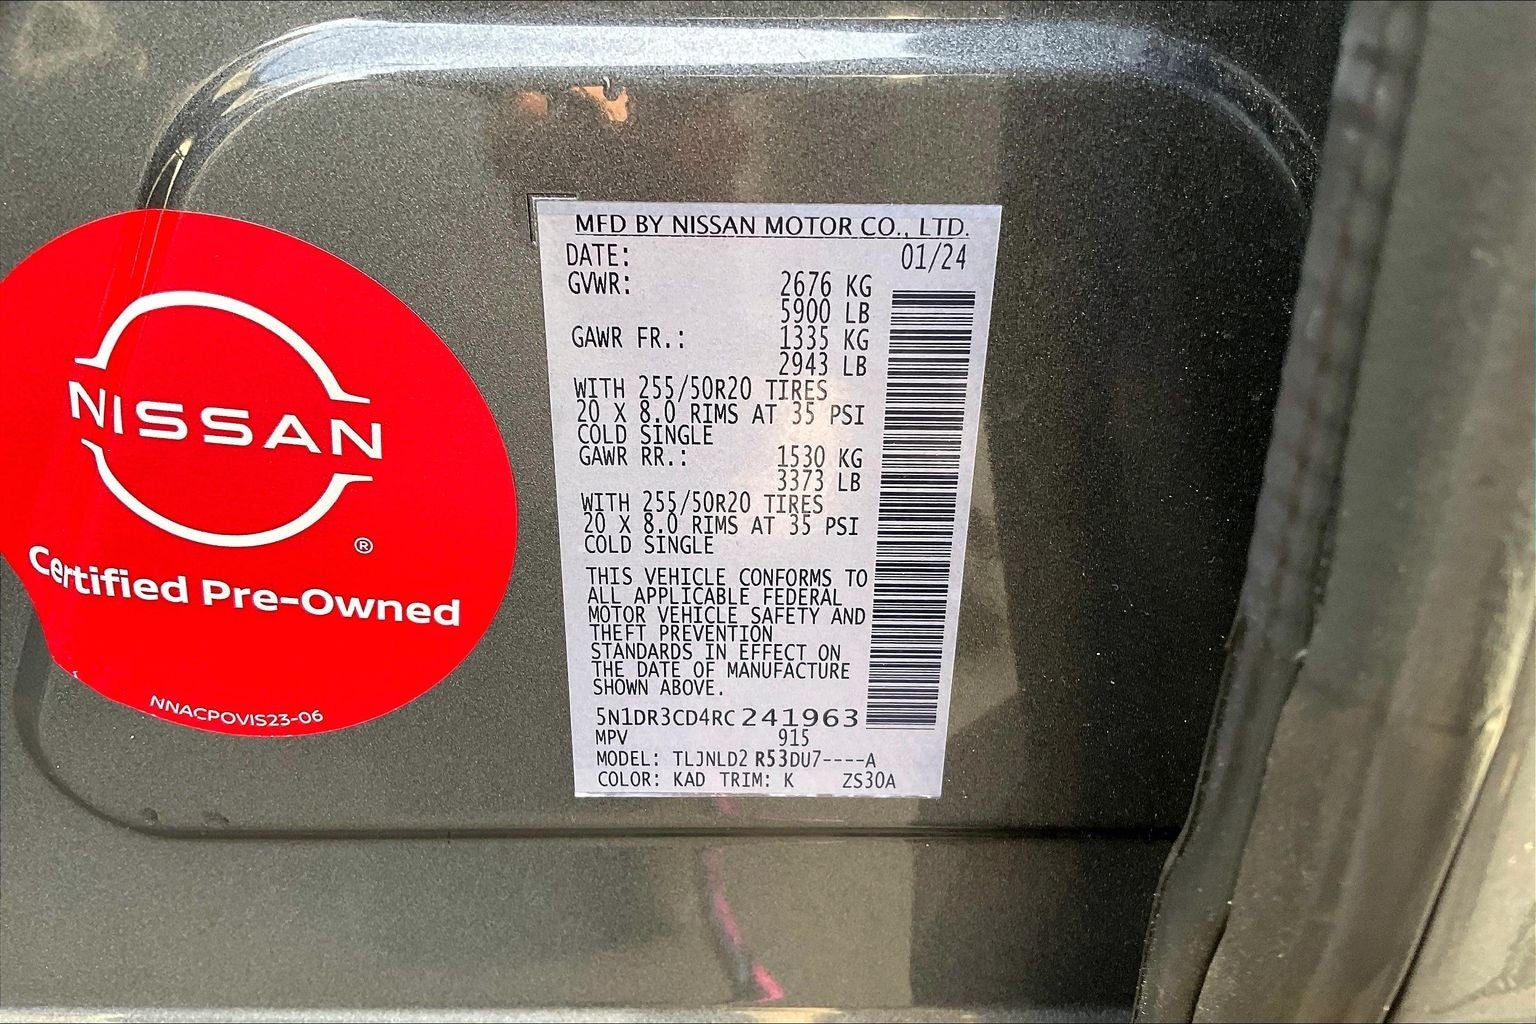 NISSAN
®
Certified Pre-Owned
NNACPOVIS23-06
MFD BY NISSAN MOTOR CO., LTD.
DATE: 01/24
GVWR: 2676 KG
5900 LB
GAWR FR.: 1335 KG
2943 LB
WITH 255/50R20 TIRES
20 X 8.0 RIMS AT 35 PSI
COLD SINGLE
GAWR RR.: 1530 KG
3373 LB
WITH 255/50R20 TIRES
20 X 8.0 RIMS AT 35 PSI
COLD SINGLE
THIS VEHICLE CONFORMS TO
ALL APPLICABLE FEDERAL
MOTOR VEHICLE SAFETY AND
THEFT PREVENTION
STANDARDS IN EFFECT ON
THE DATE OF MANUFACTURE
SHOWN ABOVE.
5N1DR3CD4RC241963
MPV 915
MODEL: TLJNLD2 R53DU7----A
COLOR: KAD TRIM: K ZS30A